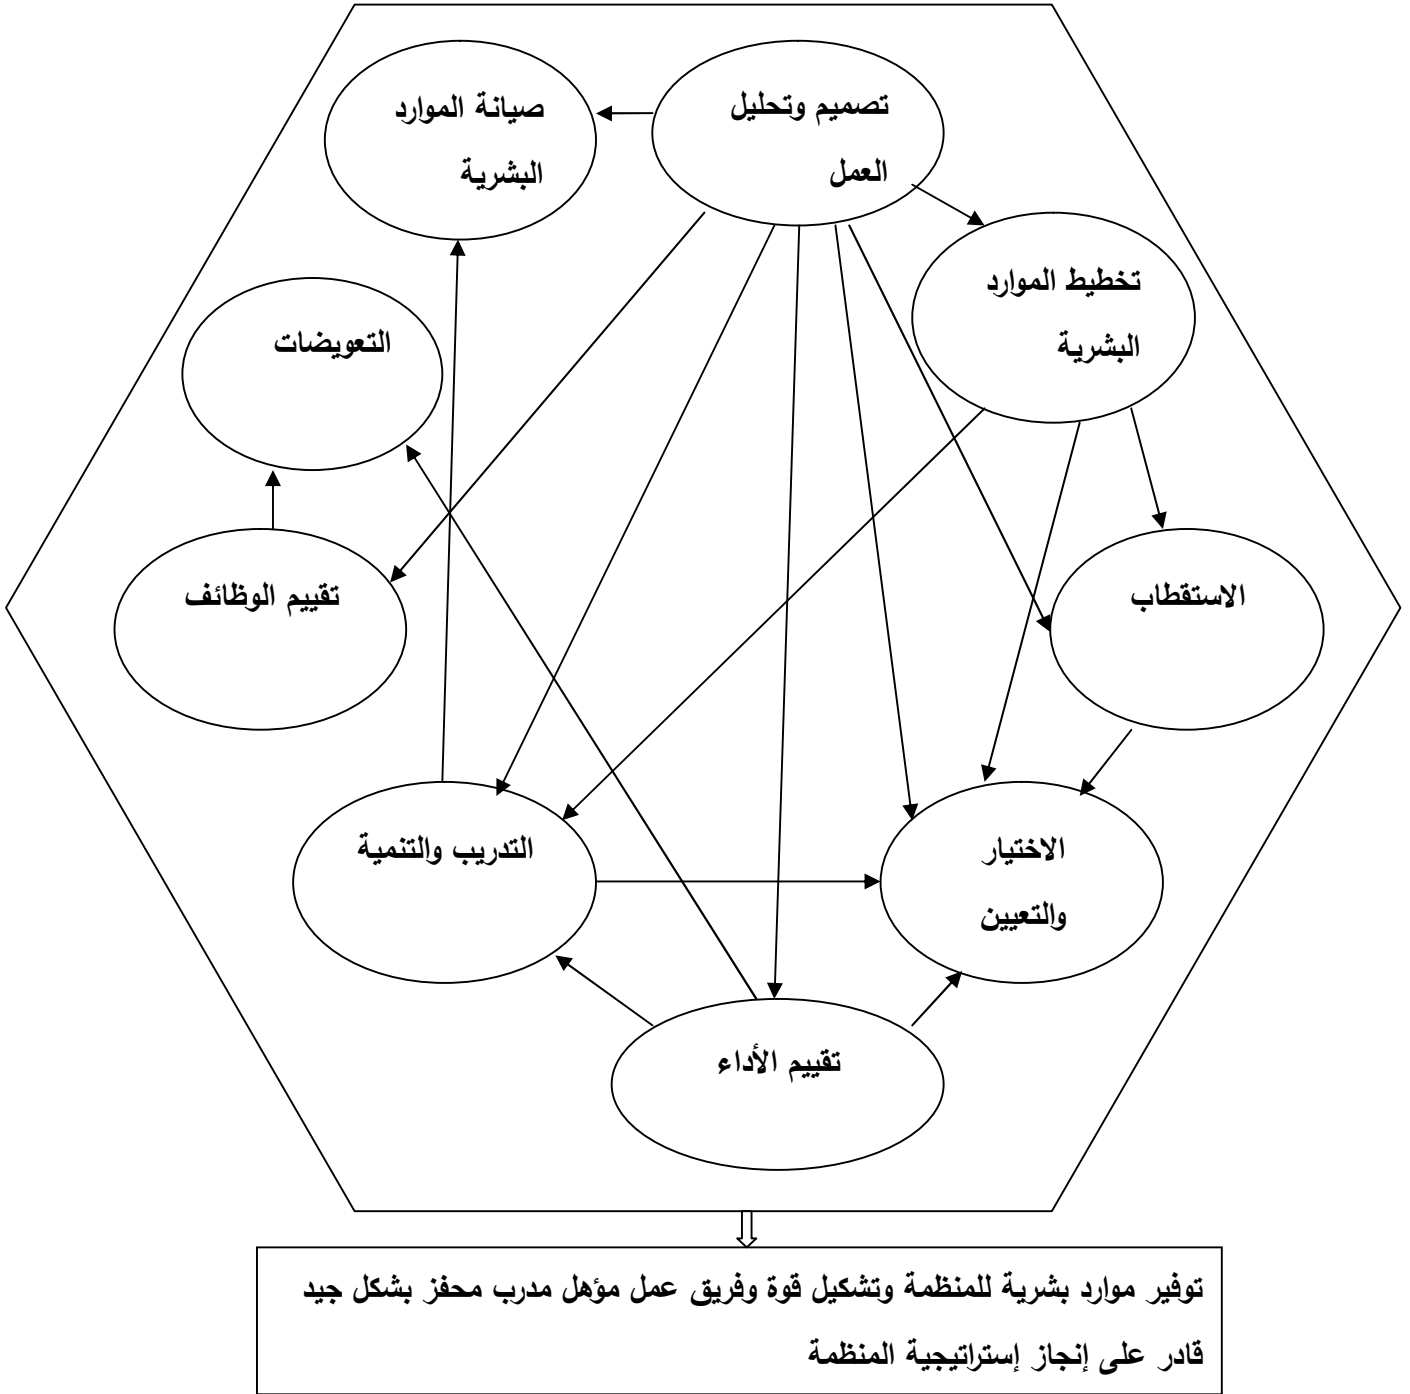 تصميم وتحليل
العمل
صيانة الموارد
البشرية
تخطيط الموارد
البشرية
التعويضات
الاستقطاب
تقييم الوظائف
الاختيار
والتعيين
التدريب والتنمية
تقييم الأداء
توفير موارد بشرية للمنظمة وتشكيل قوة وفريق عمل مؤهل مدرب محفز بشكل جيد
قادر على إنجاز إستراتيجية المنظمة